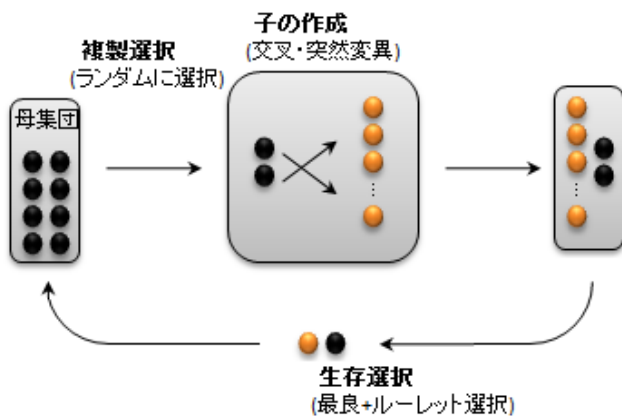 子の作成
(交叉・突然変異)
複製選択
(ランダムに選択)
母集団
生存選択
(最良+ルーレット選択)